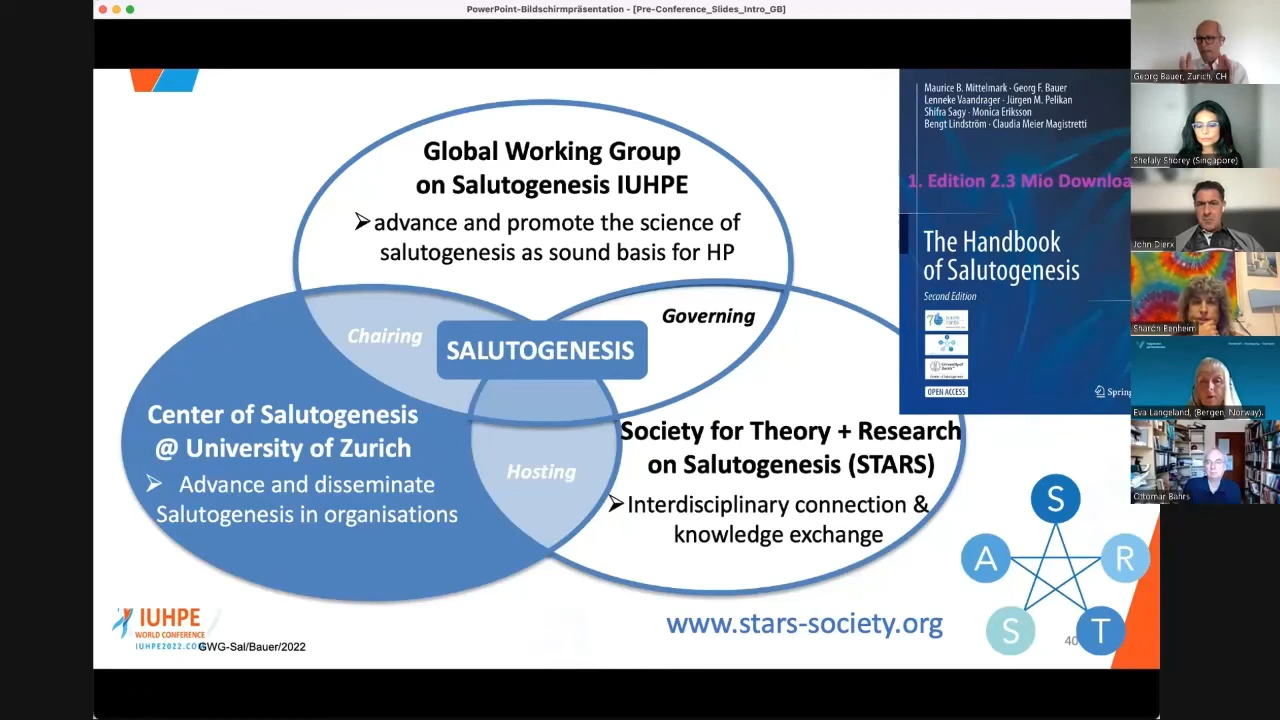 PowerPoint-Bildschirmpräsentation - [Pre-Conference_Slides_Intro_GB]
Global Working Group
on Salutogenesis IUHPE
➢advance and promote the science of
salutogenesis as sound basis for HP
Chairing
Governing
SALUTOGENESIS
Center of Salutogenesis
@ University of Zurich
➢ Advance and disseminate
Salutogenesis in organisations
Hosting
Society for Theory + Research
on Salutogenesis (STARS)
➢Interdisciplinary connection &
knowledge exchange
www.stars-society.org
IUHPE
WORLD CONFERENCE
IUHPE2022.CO
GWG-Sal/Bauer/2022
Maurice B. Mittelmark · Georg F. Bauer
Lenneke Vaandrager · Jürgen M. Pelikan
Shifra Sagy · Monica Eriksson
Bengt Lindström · Claudia Meier Magistretti
1. Edition 2.3 Mio Downloa
The Handbook
of Salutogenesis
Second Edition
OPEN ACCESS
Spring
S
A
R
S
T
40
Georg Bauer, Zurich, CH
Shefaly Shorey (Singapore)
John Dierx
Sharon Benheim
Eva Langeland, (Bergen, Norway).
Ottomar Bahrs